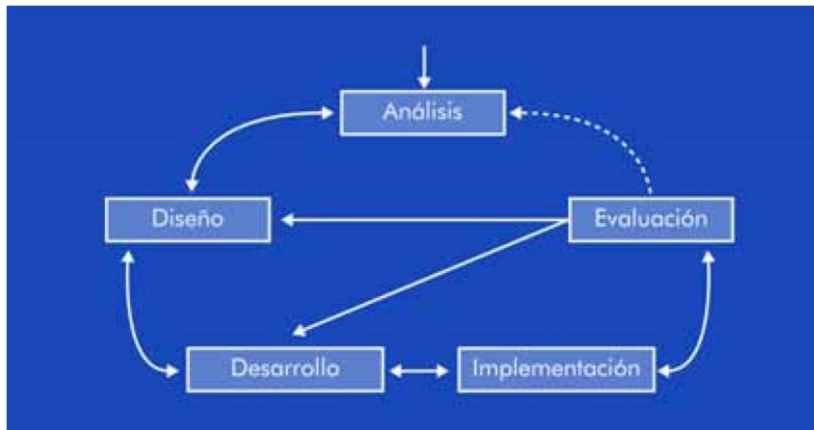 Análisis
Diseño
Evaluación
Desarrollo
Implementación